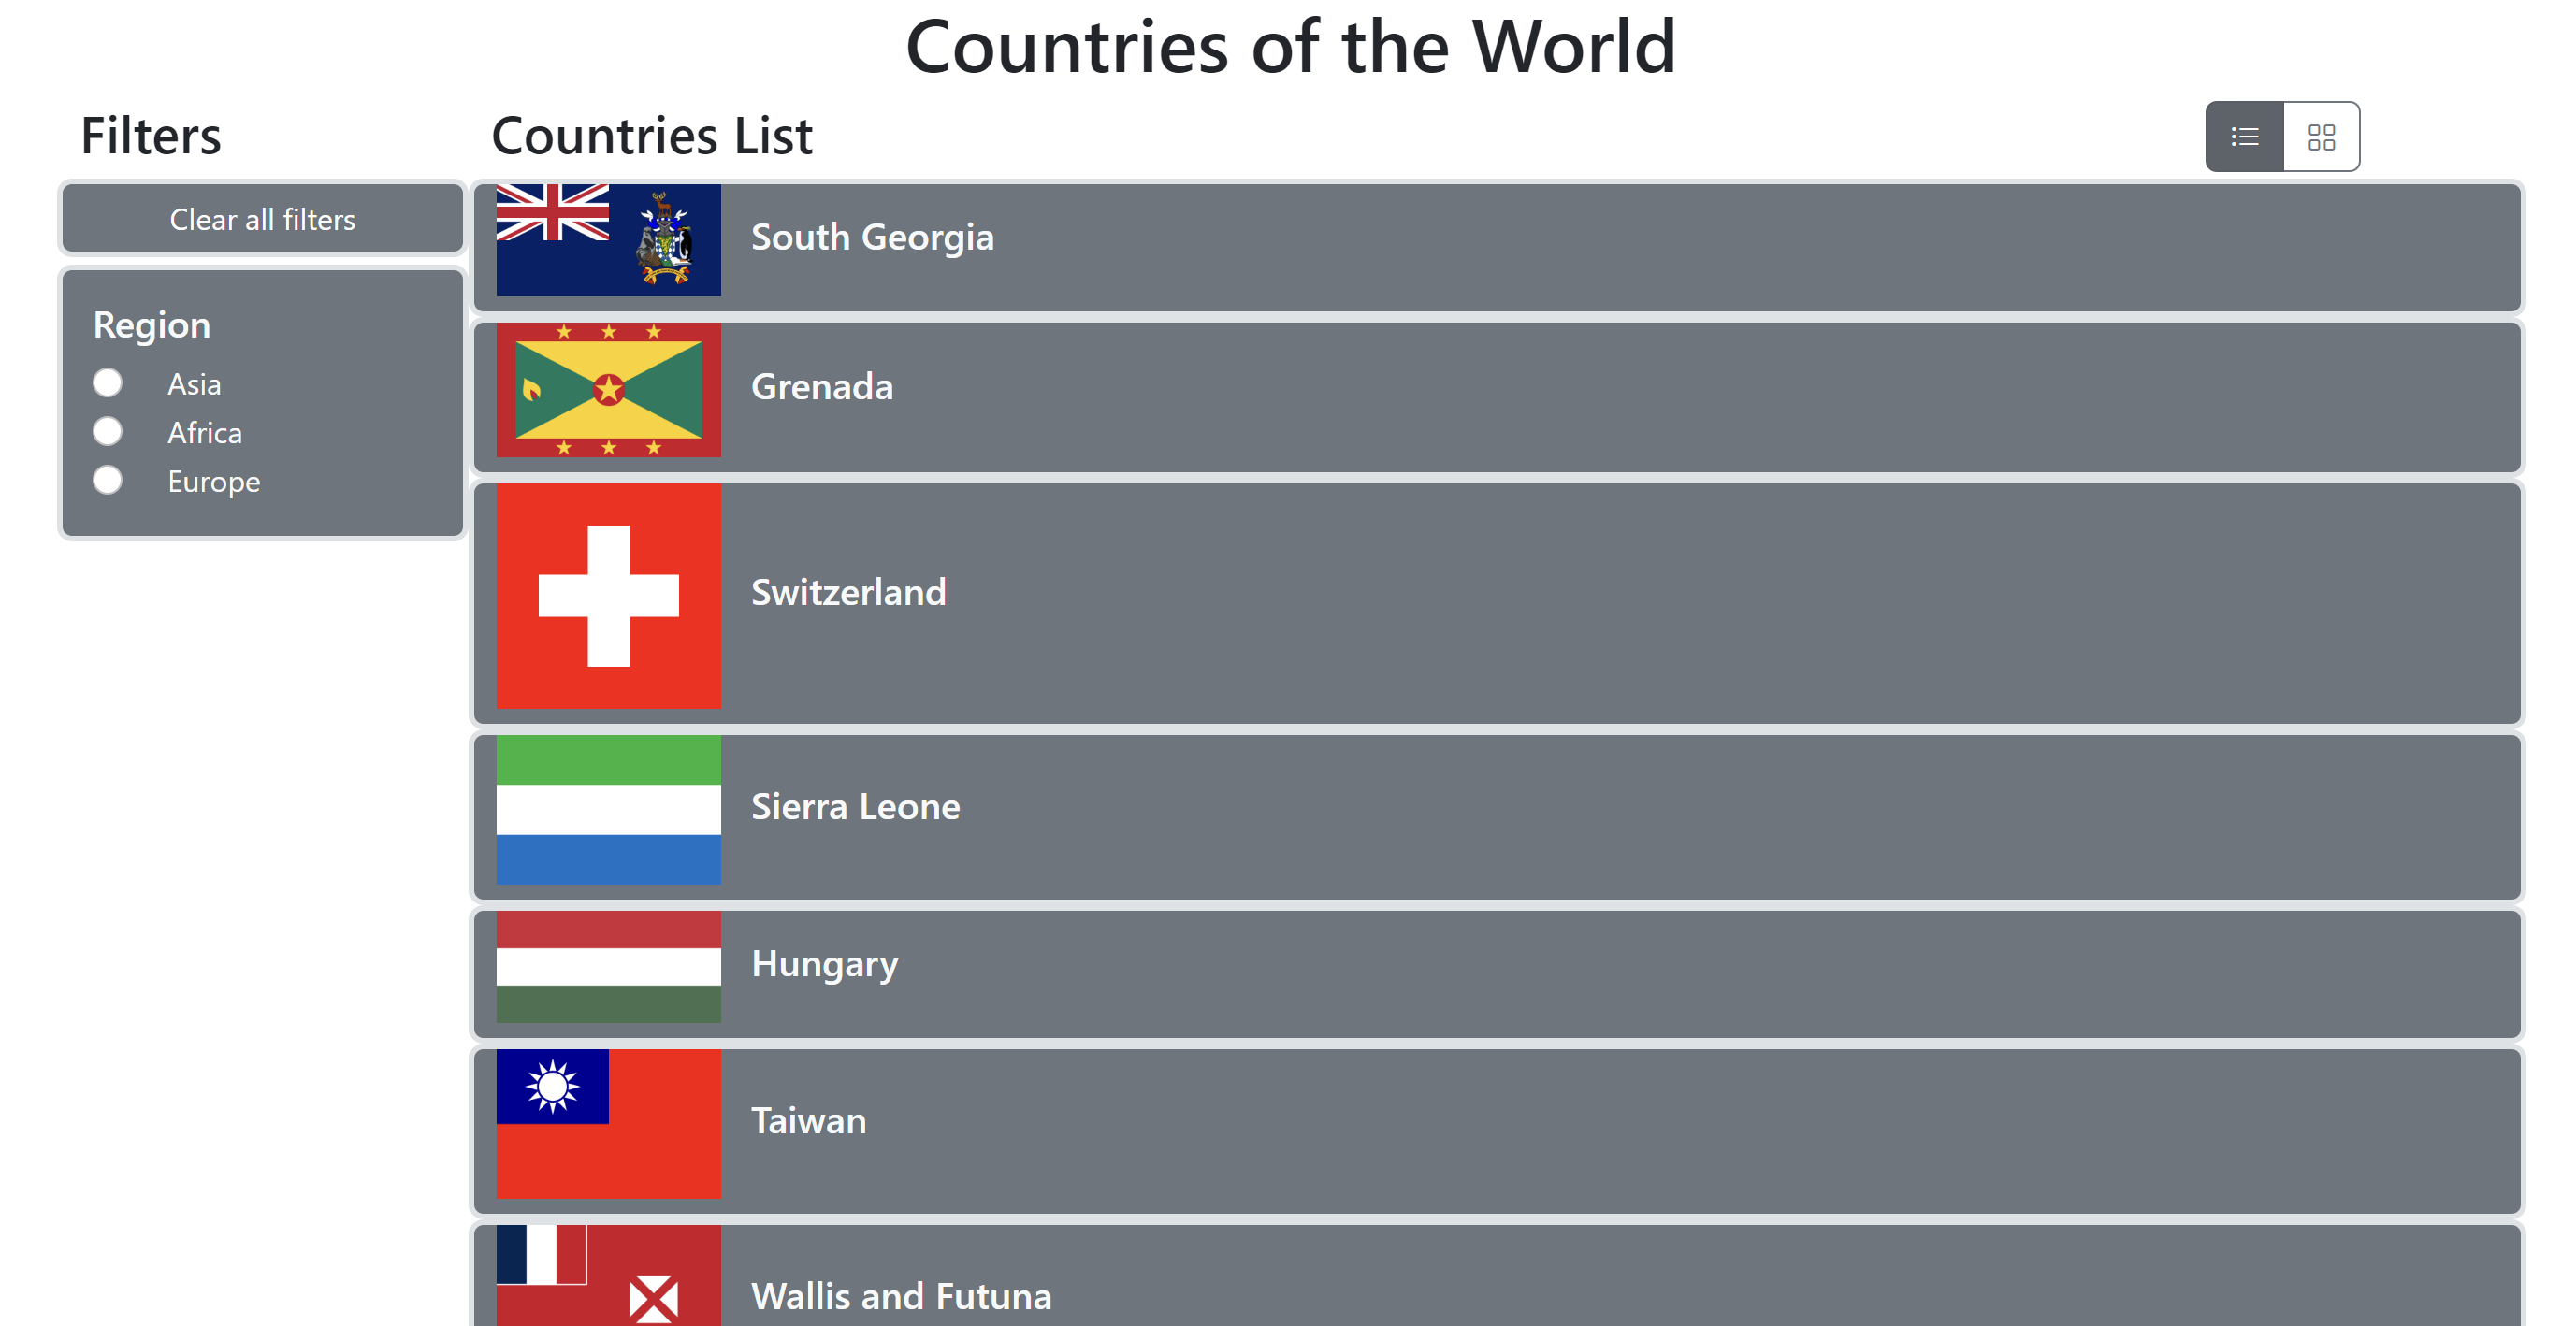 Countries of the World
Filters
Countries List
Clear all filters
Region
Asia
Africa
Europe
South Georgia
Grenada
Switzerland
Sierra Leone
Hungary
Taiwan
Wallis and Futuna